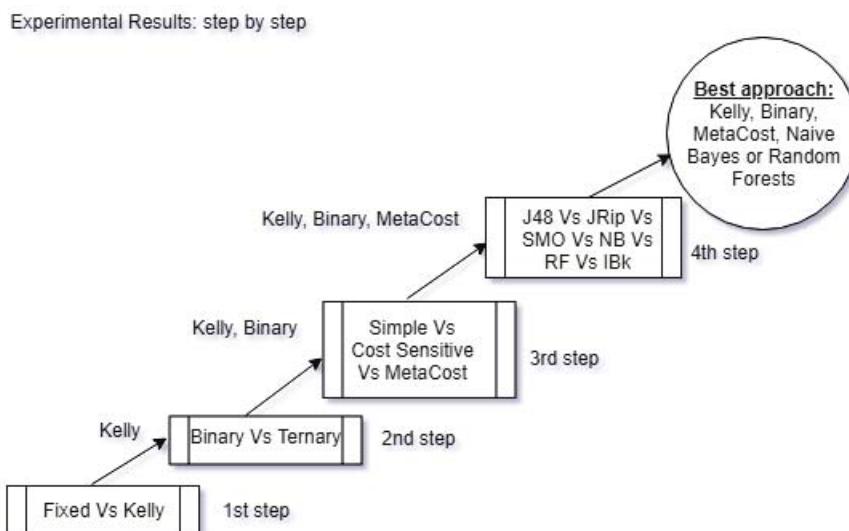 Experimental Results: step by step
Best approach:
Kelly, Binary,
MetaCost, Naive
Bayes or Random
Forests
Kelly, Binary, MetaCost
J48 Vs JRip Vs
SMO Vs NB Vs
RF Vs IBk
4th step
Kelly, Binary
Simple Vs
Cost Sensitive
Vs MetaCost
3rd step
Kelly
Binary Vs Ternary
2nd step
Fixed Vs Kelly
1st step